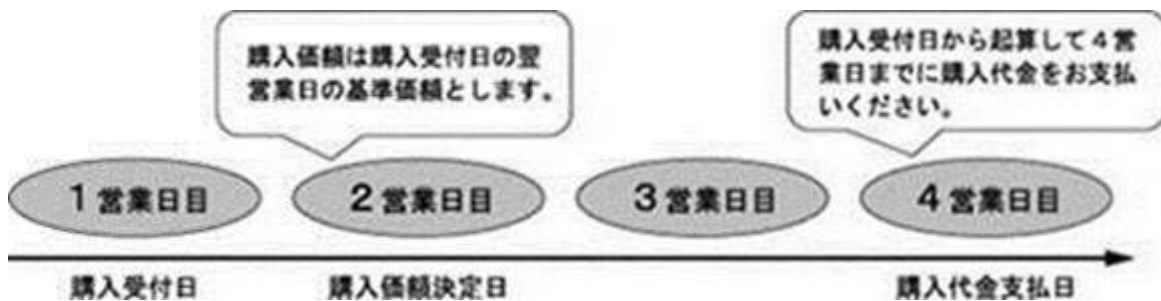 購入価額は購入受付日の翌
営業日の基準価額とします。
購入受付日から起算して4営
業日までに購入代金をお支払
いください。
1営業日目
2営業日目
3営業日目
4営業日目
購入受付日
購入価額決定日
購入代金支払日